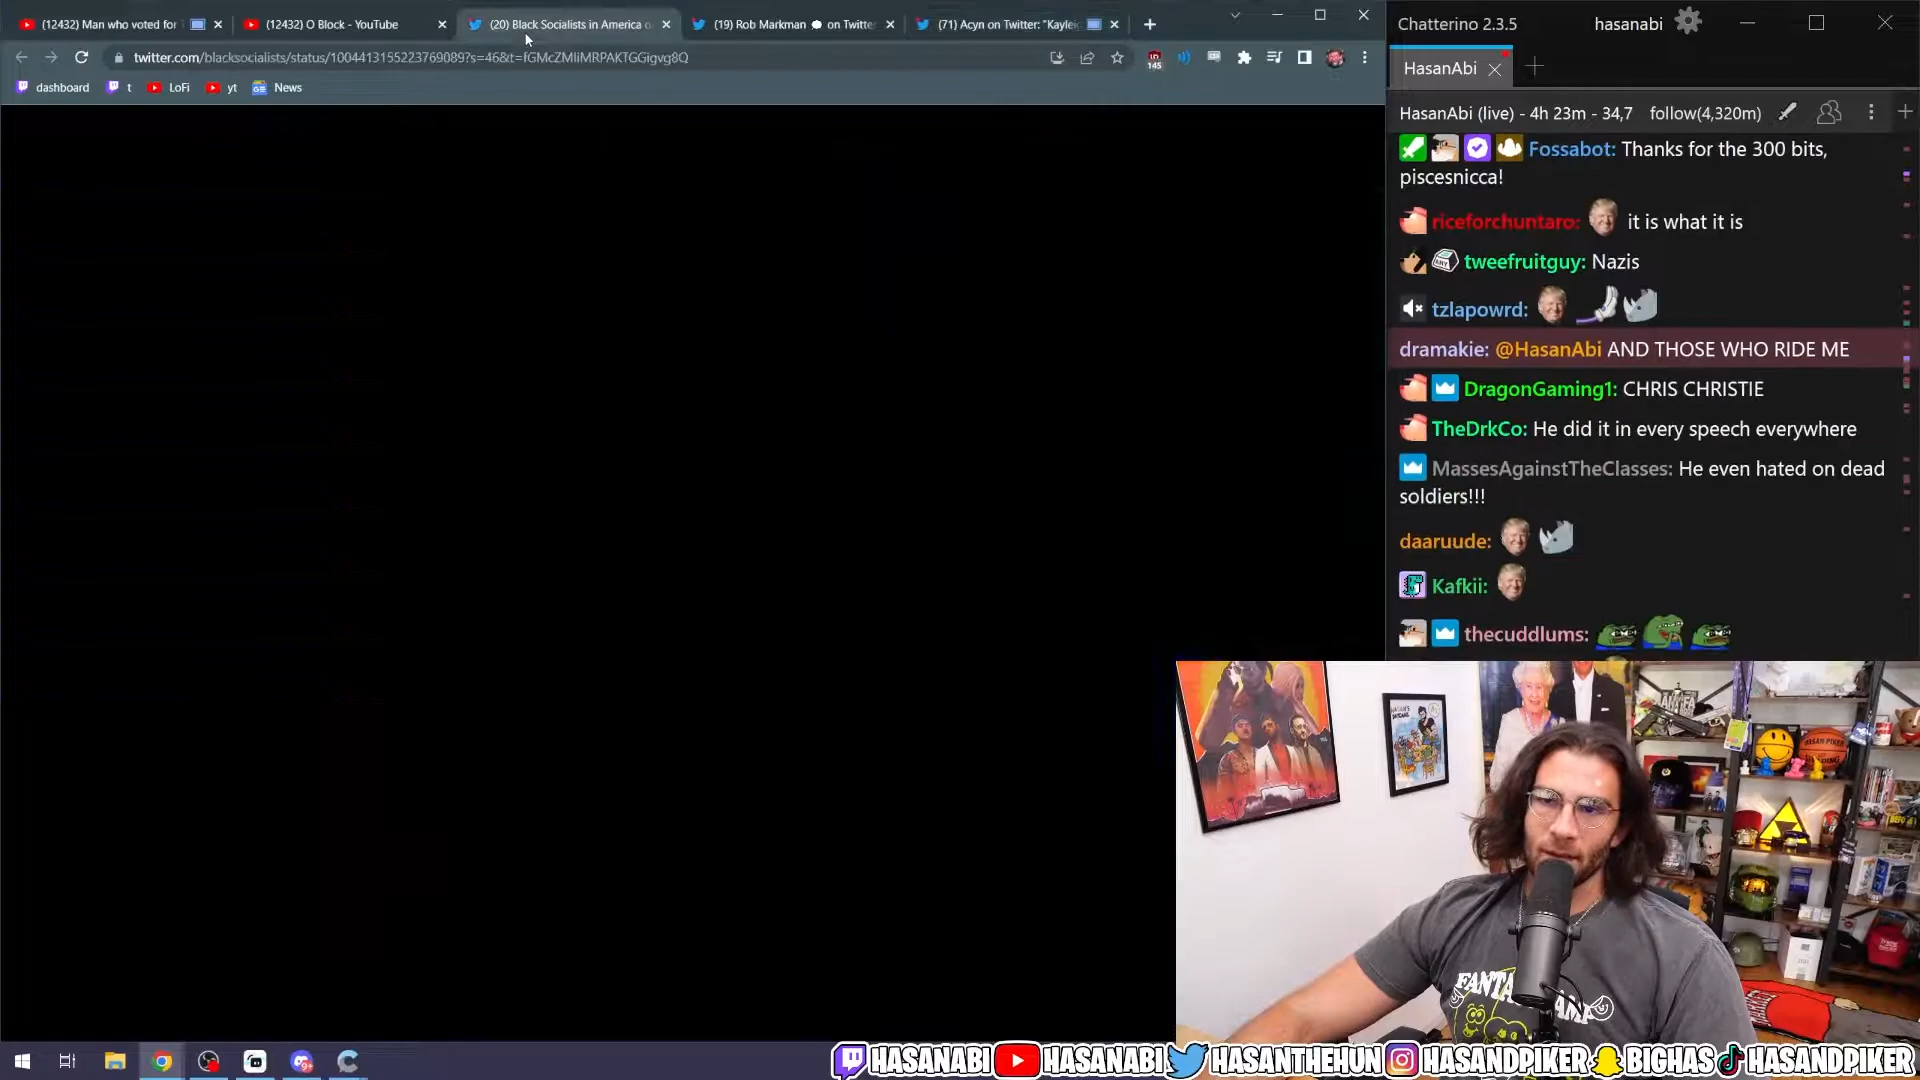 (12432) Man who voted for
(12432) O Block - YouTube
(20) Black Socialists in America o
(19) Rob Markman on Twitte
(71) Acyn on Twitter: "Kayleig
twitter.com/blacksocialists/status/1004413155223769089?s=46&t=fGMcZMIiMRPAKTGGigvg8Q
145
dashboard
t
LoFi
yt
News
Chatterino 2.3.5
hasanabi
HasanAbi
HasanAbi (live) - 4h 23m - 34,7
follow(4,320m)
Fossabot: Thanks for the 300 bits,
piscesnicca!
riceforchuntaro: it is what it is
tweefruitguy: Nazis
tzlapowrd:
dramakie: @HasanAbi AND THOSE WHO RIDE ME
DragonGaming1: CHRIS CHRISTIE
TheDrkCo: He did it in every speech everywhere
MassesAgainstTheClasses: He even hated on dead
soldiers!!!
daaruude:
Kafkii:
thecuddlums:
HASAN PIKER
HASANABI HASANABI HASANTHEHUN HASANDPIKER BIGHAS HASANDPIKER